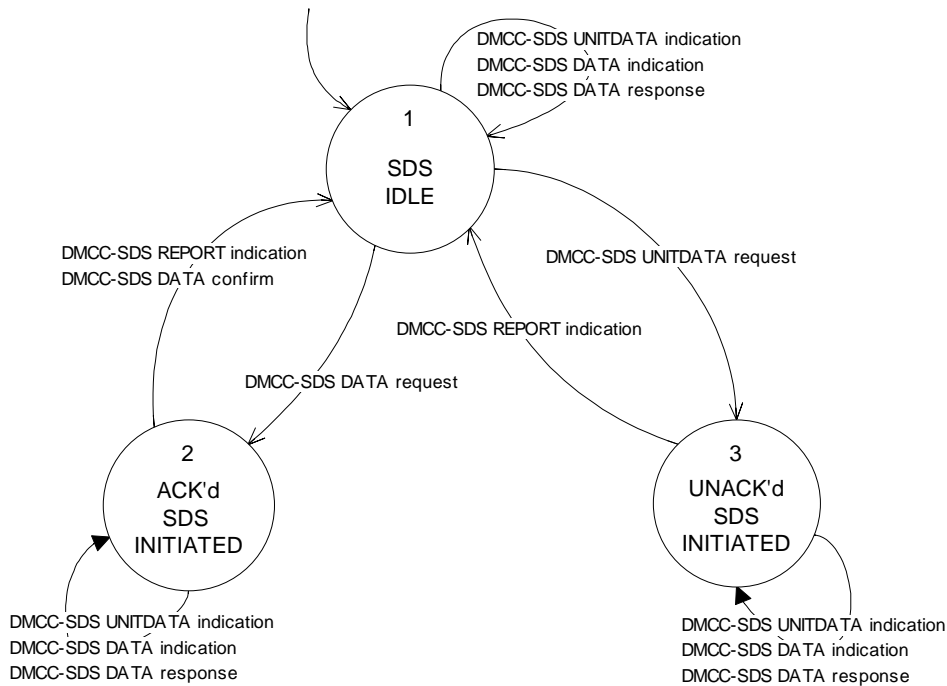 DMCC-SDS UNITDATA indication
DMCC-SDS DATA indication
DMCC-SDS DATA response
1
SDS
IDLE
DMCC-SDS REPORT indication
DMCC-SDS DATA confirm
DMCC-SDS UNITDATA request
DMCC-SDS REPORT indication
DMCC-SDS DATA request
2
ACK'd
SDS
INITIATED
3
UNACK'd
SDS
INITIATED
DMCC-SDS UNITDATA indication
DMCC-SDS DATA indication
DMCC-SDS DATA response
DMCC-SDS UNITDATA indication
DMCC-SDS DATA indication
DMCC-SDS DATA response